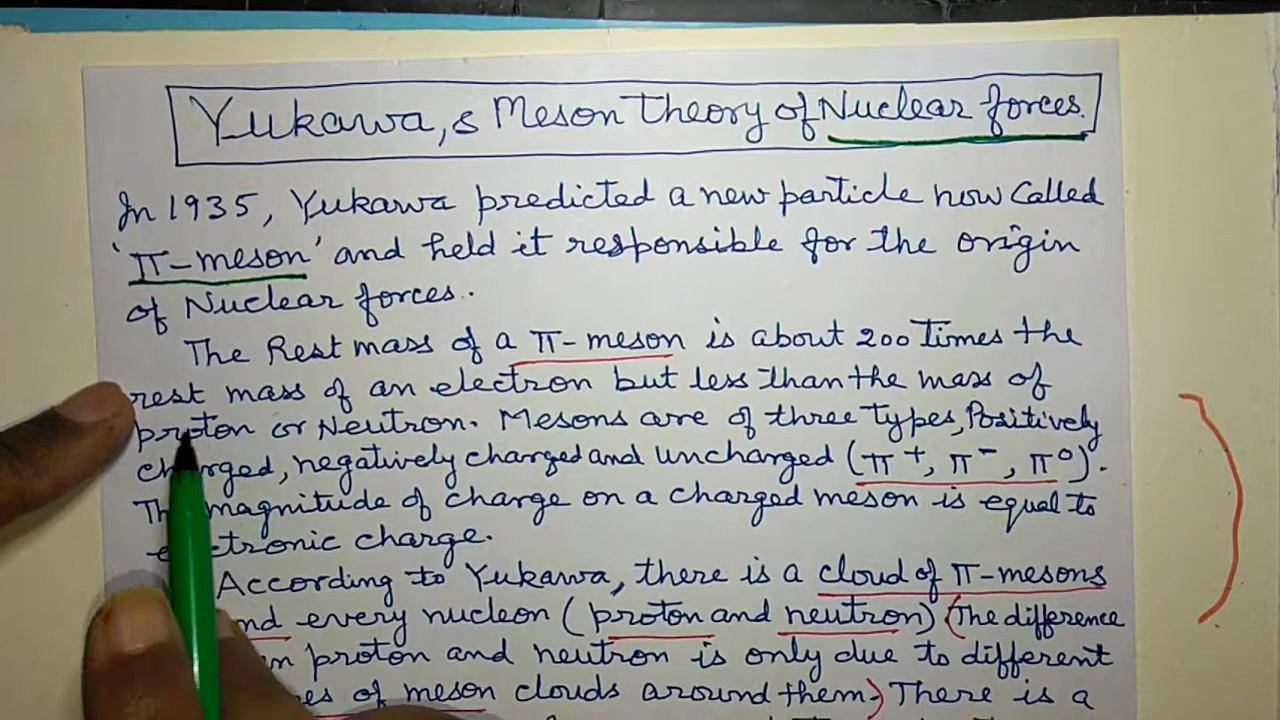 Yukawa,s Meson Theory of Nuclear forces.
In 1935, Yukawa predicted a new particle now Called
'π-meson' and held it responsible for the origin
of Nuclear forces.
The Rest mass of a π-meson is about 200 times the
rest mass of an electron but less than the mass of
proton or Neutron. Mesons are of three types, Positively
charged, negatively charged and uncharged (π+, π-, π0).
The magnitude of charge on a charged meson is equal to
electronic charge.
According to Yukawa, there is a cloud of π-mesons
every nucleon (proton and neutron) (The difference
proton and neutron is only due to different
of meson clouds around them.) There is a